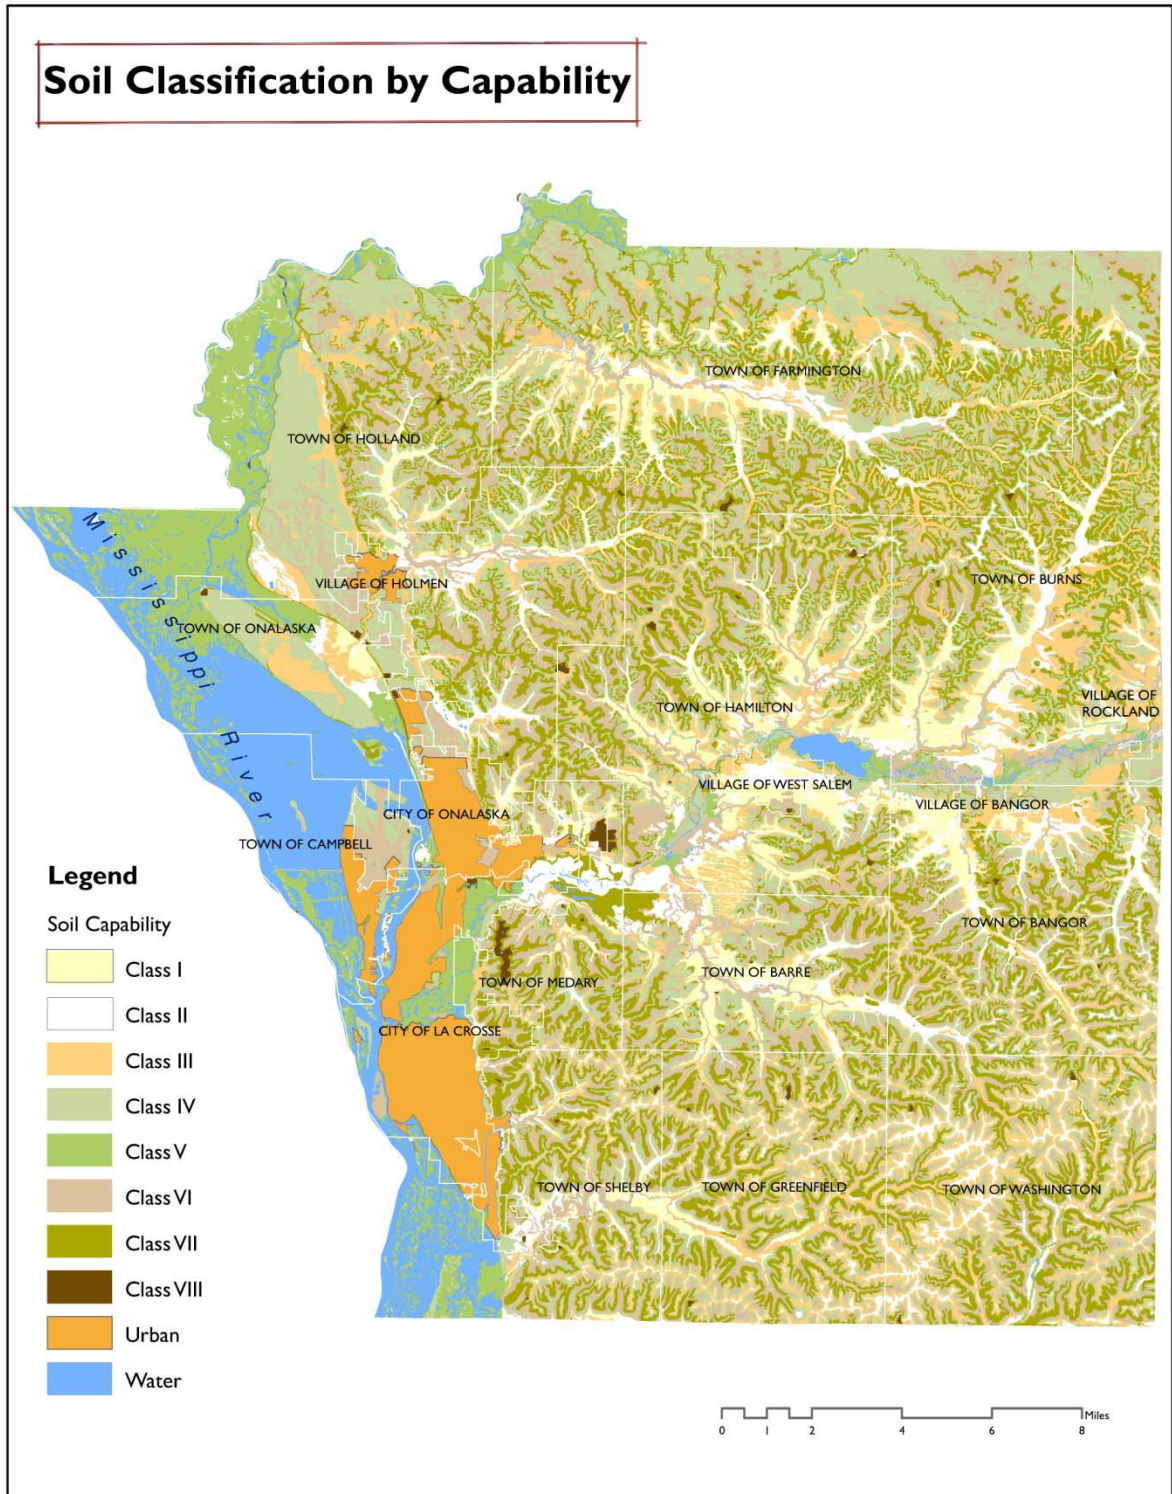 Soil Classification by Capability
TOWN OF FARMINGTON
TOWN OF HOLLAND
Mississippi River
VILLAGE OF HOLMEN
TOWN OF BURNS
TOWN OF ONALASKA
VILLAGE OF
ROCKLAND
TOWN OF HAMILTON
VILLAGE OF WEST SALEM
VILLAGE OF BANGOR
CITY OF ONALASKA
TOWN OF CAMPBELL
TOWN OF BANGOR
TOWN OF BARRE
TOWN OF MEDARY
CITY OF LA CROSSE
TOWN OF SHELBY
TOWN OF GREENFIELD
TOWN OF WASHINGTON
Legend
Soil Capability
Class I
Class II
Class III
Class IV
Class V
Class VI
Class VII
Class VIII
Urban
Water
Miles
0 1 2 4 6 8